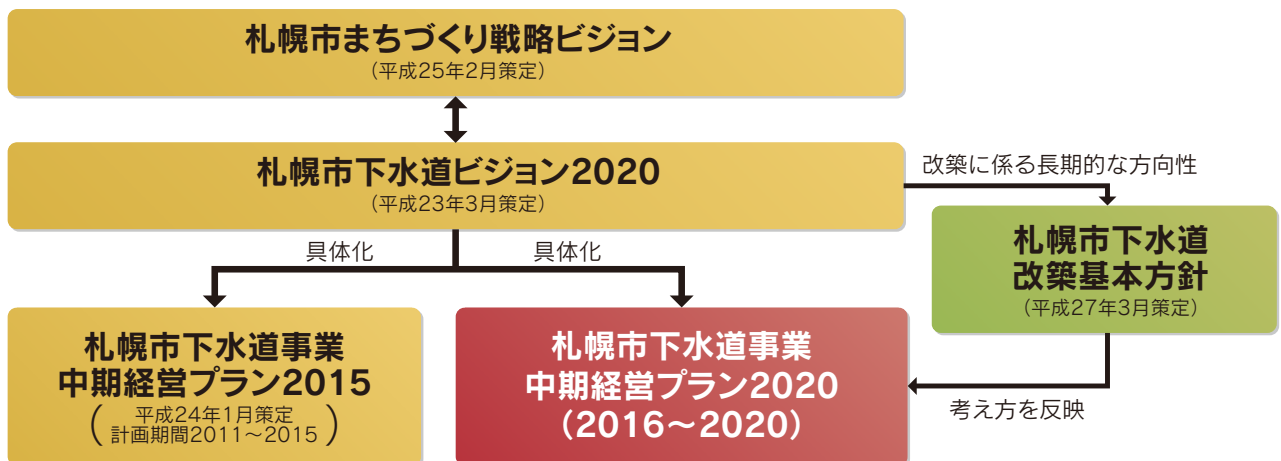 札幌市まちづくり戦略ビジョン
(平成25年2月策定)
札幌市下水道ビジョン2020
(平成23年3月策定)
改築に係る長期的な方向性
札幌市下水道
改築基本方針
(平成27年3月策定)
具体化
具体化
札幌市下水道事業
中期経営プラン2015
(平成24年1月策定
計画期間2011～2015)
札幌市下水道事業
中期経営プラン2020
(2016～2020)
考え方を反映